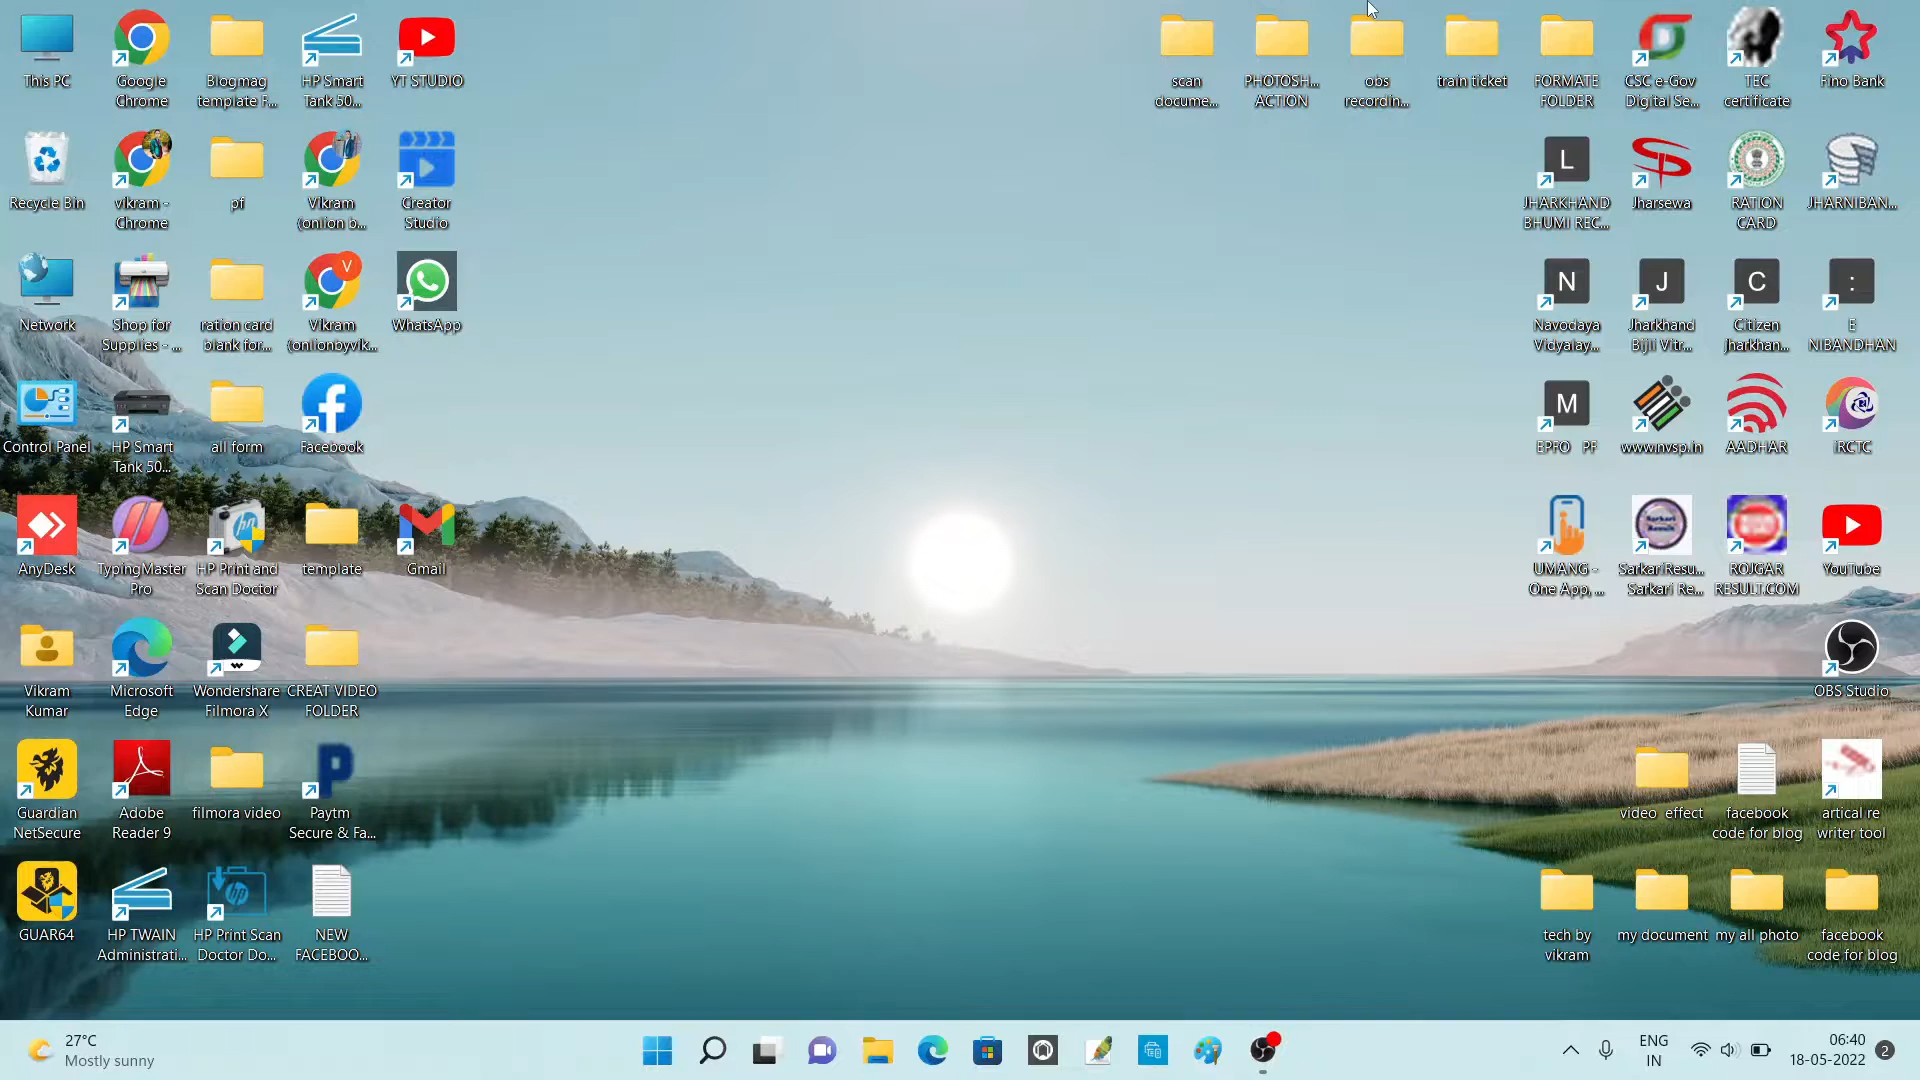 This PC
Google
Chrome
Blogmag
template F...
HP Smart
Tank 50...
YT STUDIO
scan
docume...
PHOTOSH...
ACTION
obs
recordin...
train ticket
FORMATE
FOLDER
CSC e-Gov
Digital Se...
TEC
certificate
Fino Bank
Recycle Bin
vikram -
Chrome
pf
Vikram
(onlion b...
Creator
Studio
L
JHARKHAND
BHUMI REC...
Jharsewa
RATION
CARD
JHARNIBAN...
Network
Shop for
Supplies - ...
ration card
blank for...
V
Vikram
(onlionbyvik...
WhatsApp
N
Navodaya
Vidyalay...
J
Jharkhand
Bijli Vitr...
C
Citizen
Jharkhan...
:
E
NIBANDHAN
Control Panel
HP Smart
Tank 50...
all form
Facebook
M
EPFO PF
www.nvsp.in
AADHAR
IRCTC
AnyDesk
TypingMaster
Pro
HP Print and
Scan Doctor
template
Gmail
UMANG -
One App, ...
SarkariResu...
Sarkari Re...
ROJGAR
RESULT.COM
YouTube
Vikram
Kumar
Microsoft
Edge
Wondershare
Filmora X
CREAT VIDEO
FOLDER
OBS Studio
Guardian
NetSecure
Adobe
Reader 9
filmora video
P
Paytm
Secure & Fa...
video effect
facebook
code for blog
artical re
writer tool
GUAR64
HP TWAIN
Administrati...
hp
HP Print Scan
Doctor Do...
NEW
FACEBOO...
tech by
vikram
my document
my all photo
facebook
code for blog
27°C
Mostly sunny
ENG
IN
06:40
18-05-2022
2